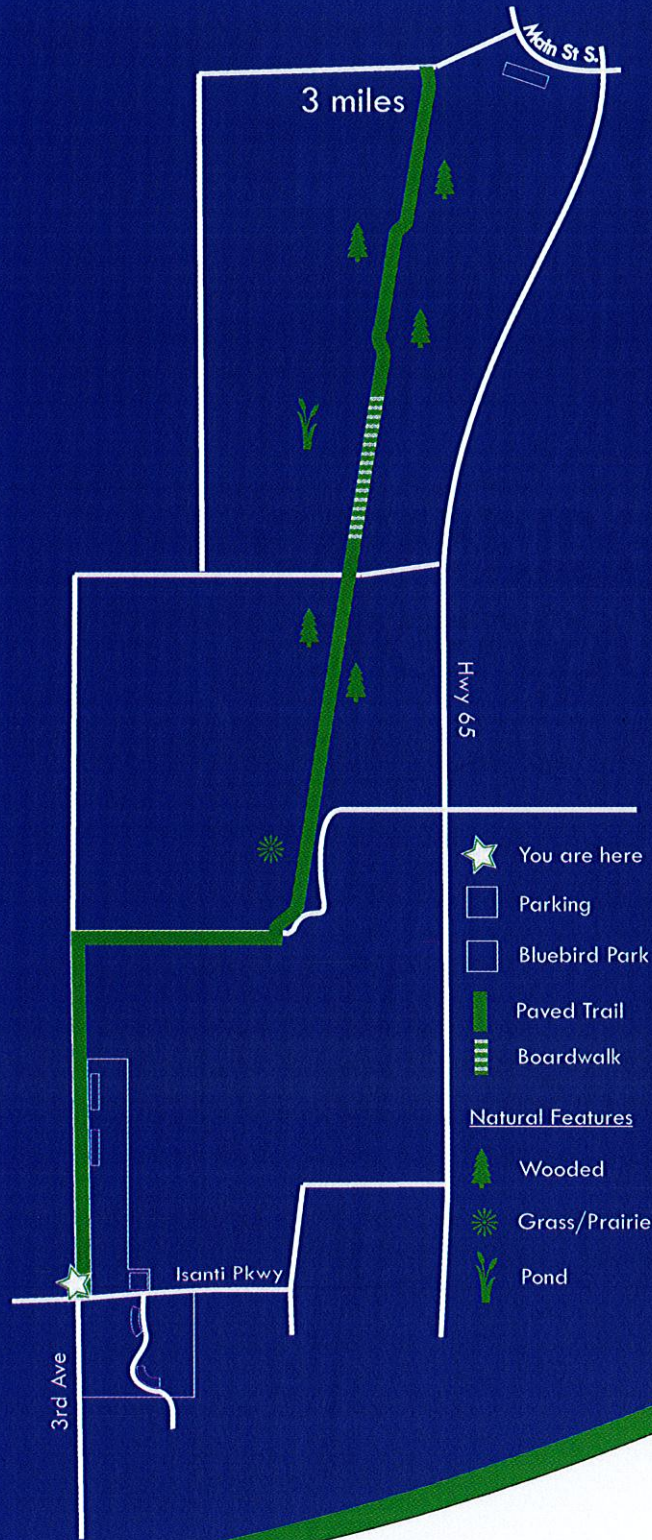 Main St S.
3 miles
Hwy 65
You are here
Parking
Bluebird Park
Paved Trail
Boardwalk
Natural Features
Wooded
Grass/Prairie
Pond
Isanti Pkwy
3rd Ave